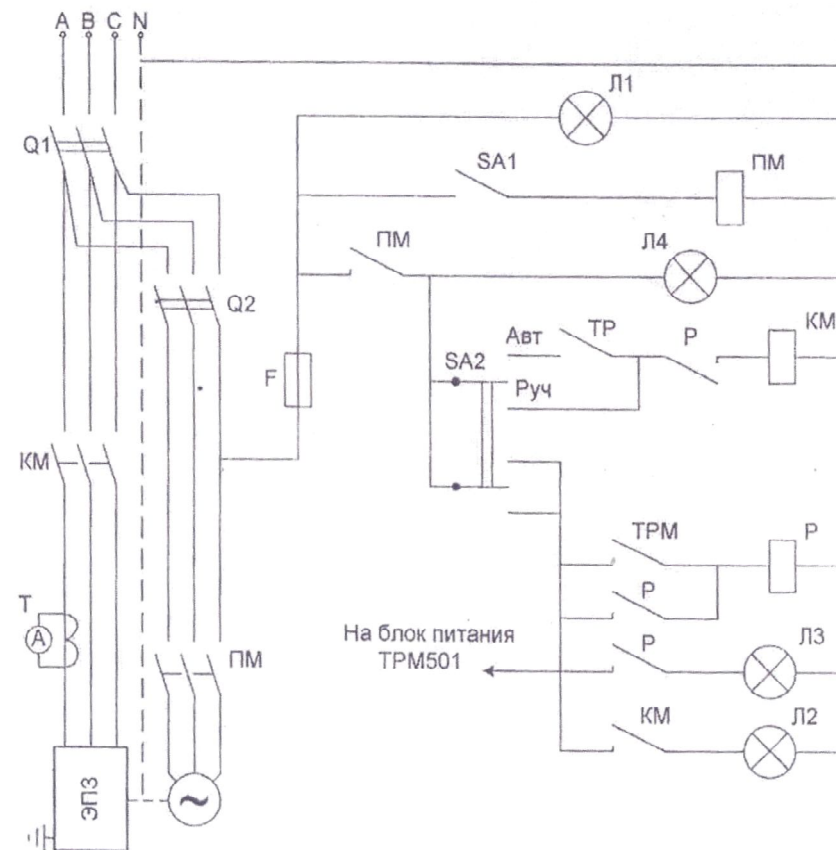 A B C N
Л1
Q1
SA1
ПМ
ПМ
Л4
Q2
Авт
ТР
Р
КМ
SA2
F
Руч
КМ
ТРМ
Р
Т
А
Р
На блок питания
ТРМ501
Р
Л3
ПМ
КМ
Л2
ЭПЗ
~